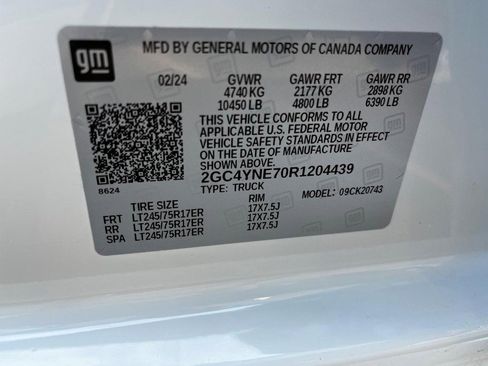 gm
MFD BY GENERAL MOTORS OF CANADA COMPANY
02/24 GVWR GAWR FRT GAWR RR
4740 KG 2177 KG 2898 KG
10450 LB 4800 LB 6390 LB
THIS VEHICLE CONFORMS TO ALL
APPLICABLE U.S. FEDERAL MOTOR
VEHICLE SAFETY STANDARDS IN EFFECT
ON THE DATE OF MANUFACTURE
SHOWN ABOVE.
2GC4YNE70R1204439
8624 TYPE: TRUCK MODEL: 09CK20743
TIRE SIZE RIM
FRT LT245/75R17ER 17X7.5J
RR LT245/75R17ER 17X7.5J
SPA LT245/75R17ER 17X7.5J